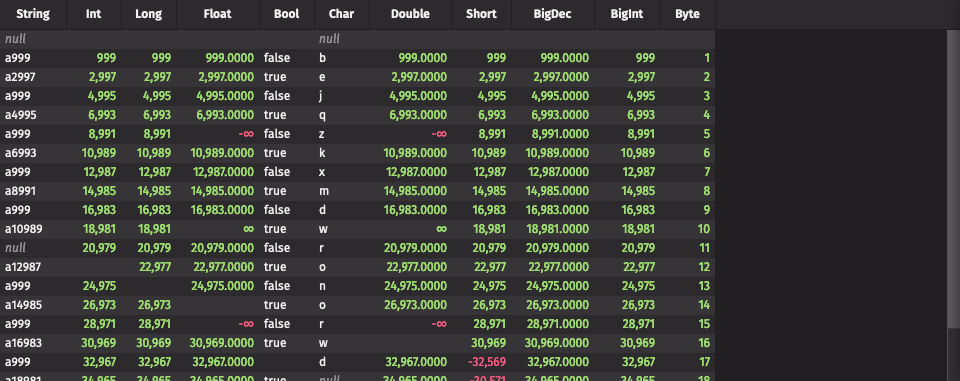 String Int Long Float Bool Char Double Short BigDec BigInt Byte
null null
a999 999 999 999.0000 false b 999.0000 999 999.0000 999 1
a2997 2,997 2,997 2,997.0000 true e 2,997.0000 2,997 2,997.0000 2,997 2
a999 4,995 4,995 4,995.0000 false j 4,995.0000 4,995 4,995.0000 4,995 3
a4995 6,993 6,993 6,993.0000 true q 6,993.0000 6,993 6,993.0000 6,993 4
a999 8,991 8,991 -∞ false z -∞ 8,991 8,991.0000 8,991 5
a6993 10,989 10,989 10,989.0000 true k 10,989.0000 10,989 10,989.0000 10,989 6
a999 12,987 12,987 12,987.0000 false x 12,987.0000 12,987 12,987.0000 12,987 7
a8991 14,985 14,985 14,985.0000 true m 14,985.0000 14,985 14,985.0000 14,985 8
a999 16,983 16,983 16,983.0000 false d 16,983.0000 16,983 16,983.0000 16,983 9
a10989 18,981 18,981 ∞ true w ∞ 18,981 18,981.0000 18,981 10
null 20,979 20,979 20,979.0000 false r 20,979.0000 20,979 20,979.0000 20,979 11
a12987 22,977 22,977.0000 true o 22,977.0000 22,977 22,977.0000 22,977 12
a999 24,975 24,975.0000 false n 24,975.0000 24,975 24,975.0000 24,975 13
a14985 26,973 26,973 true o 26,973.0000 26,973 26,973.0000 26,973 14
a999 28,971 28,971 -∞ false r -∞ 28,971 28,971.0000 28,971 15
a16983 30,969 30,969 30,969.0000 true w 30,969 30,969.0000 30,969 16
a999 32,967 32,967 32,967.0000 d 32,967.0000 -32,569 32,967.0000 32,967 17
a18981 34,965 34,965 34,965.0000 true null 34,965.0000 -30,571 34,965.0000 34,965 18